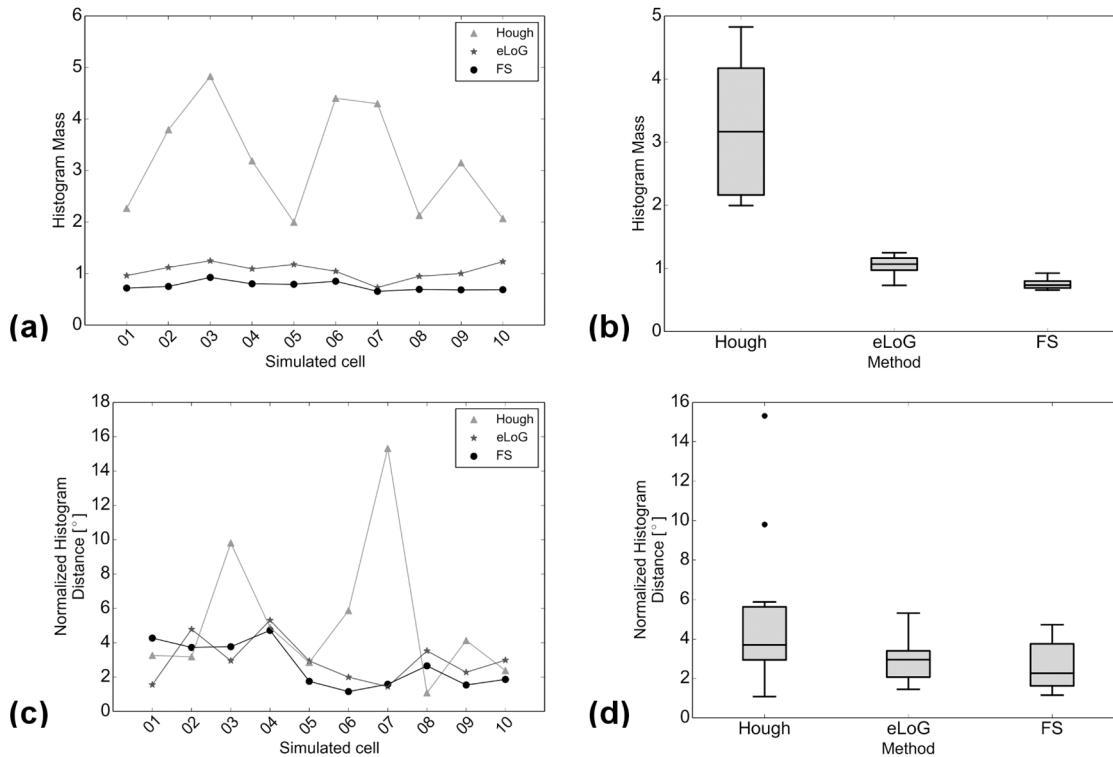 (a)
Histogram Mass
6
5
4
3
2
1
0
Hough
eLoG
FS
01 02 03 04 05 06 07 08 09 10
Simulated cell
(b)
Histogram Mass
5
4
3
2
1
0
Hough eLoG FS
Method
(c)
Normalized Histogram
Distance [°]
18
16
14
12
10
8
6
4
2
0
Hough
eLoG
FS
01 02 03 04 05 06 07 08 09 10
Simulated cell
(d)
Normalized Histogram
Distance [°]
16
14
12
10
8
6
4
2
0
Hough eLoG FS
Method